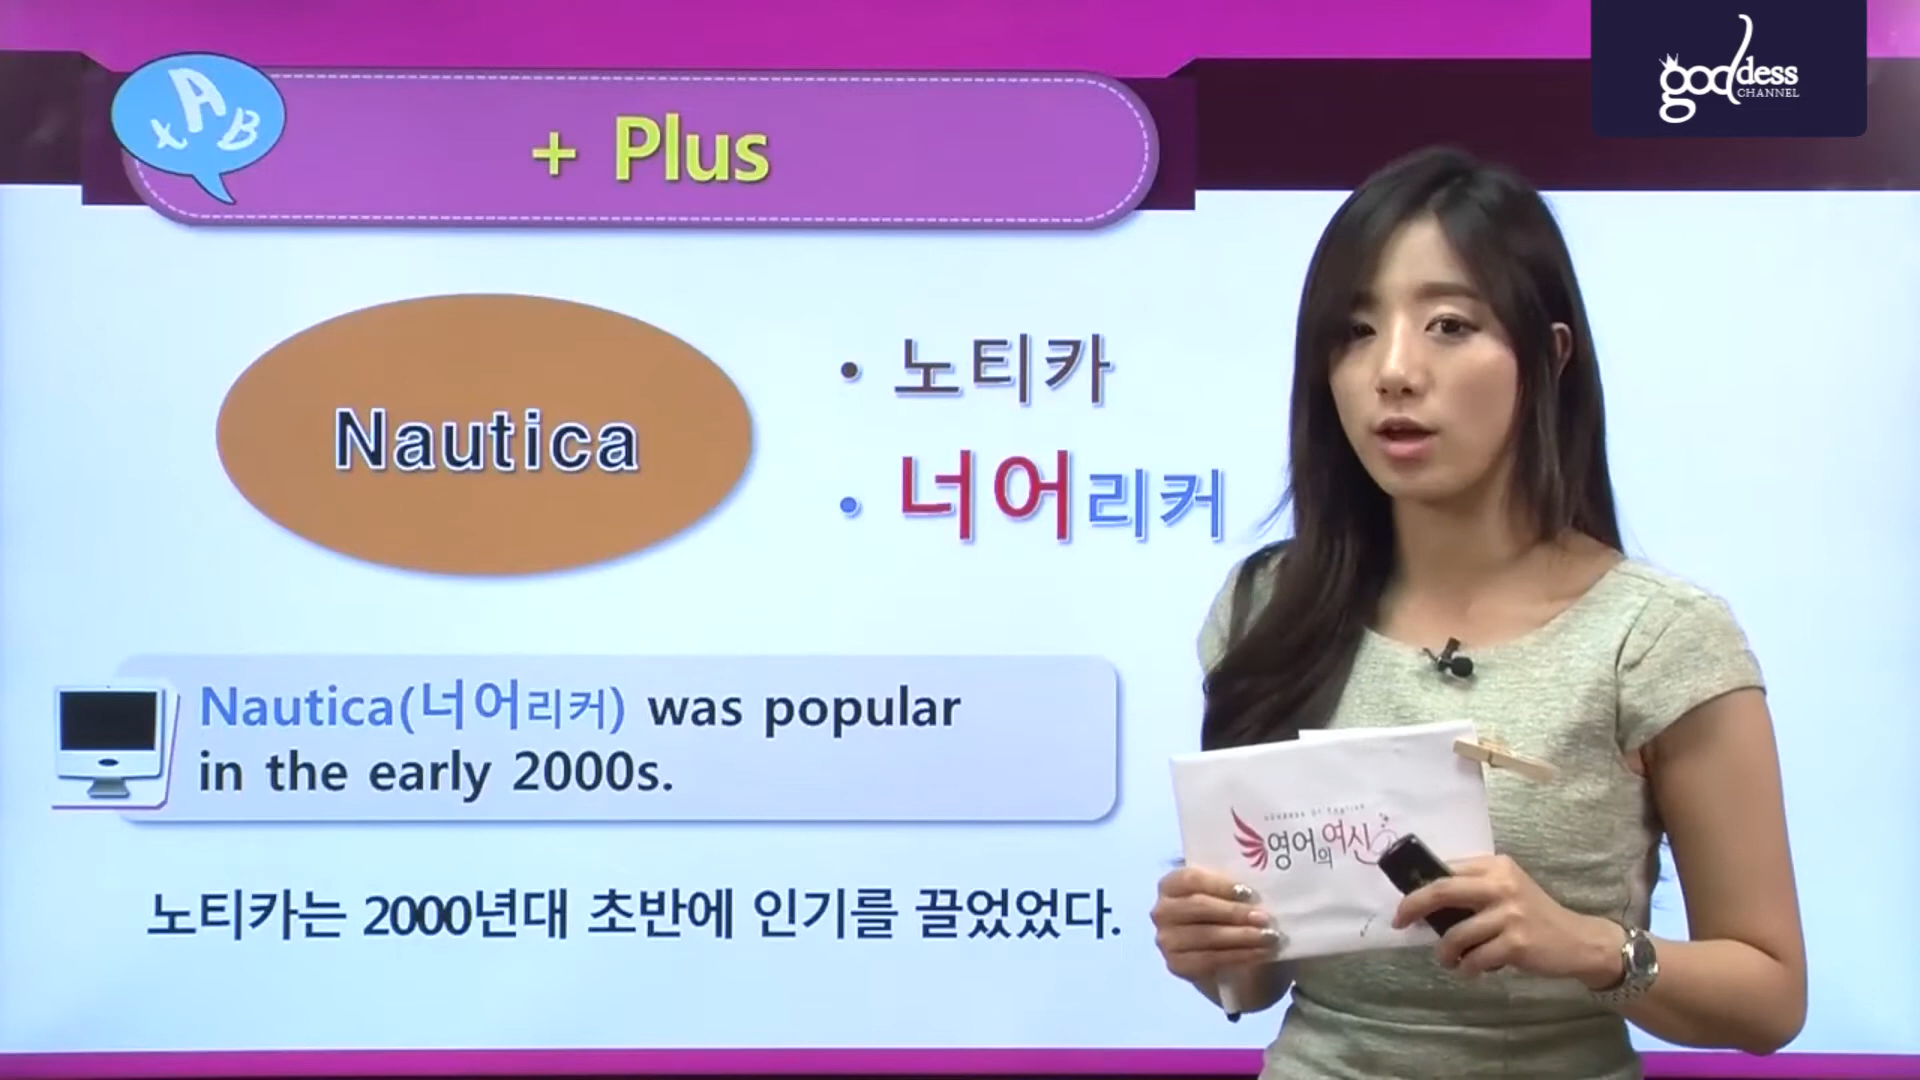 A B
+ Plus
goddess
CHANNEL
Nautica
• 노티카
• 너어리커
Nautica(너어리커) was popular
in the early 2000s.
노티카는 2000년대 초반에 인기를 끌었었다.
영어의 여신